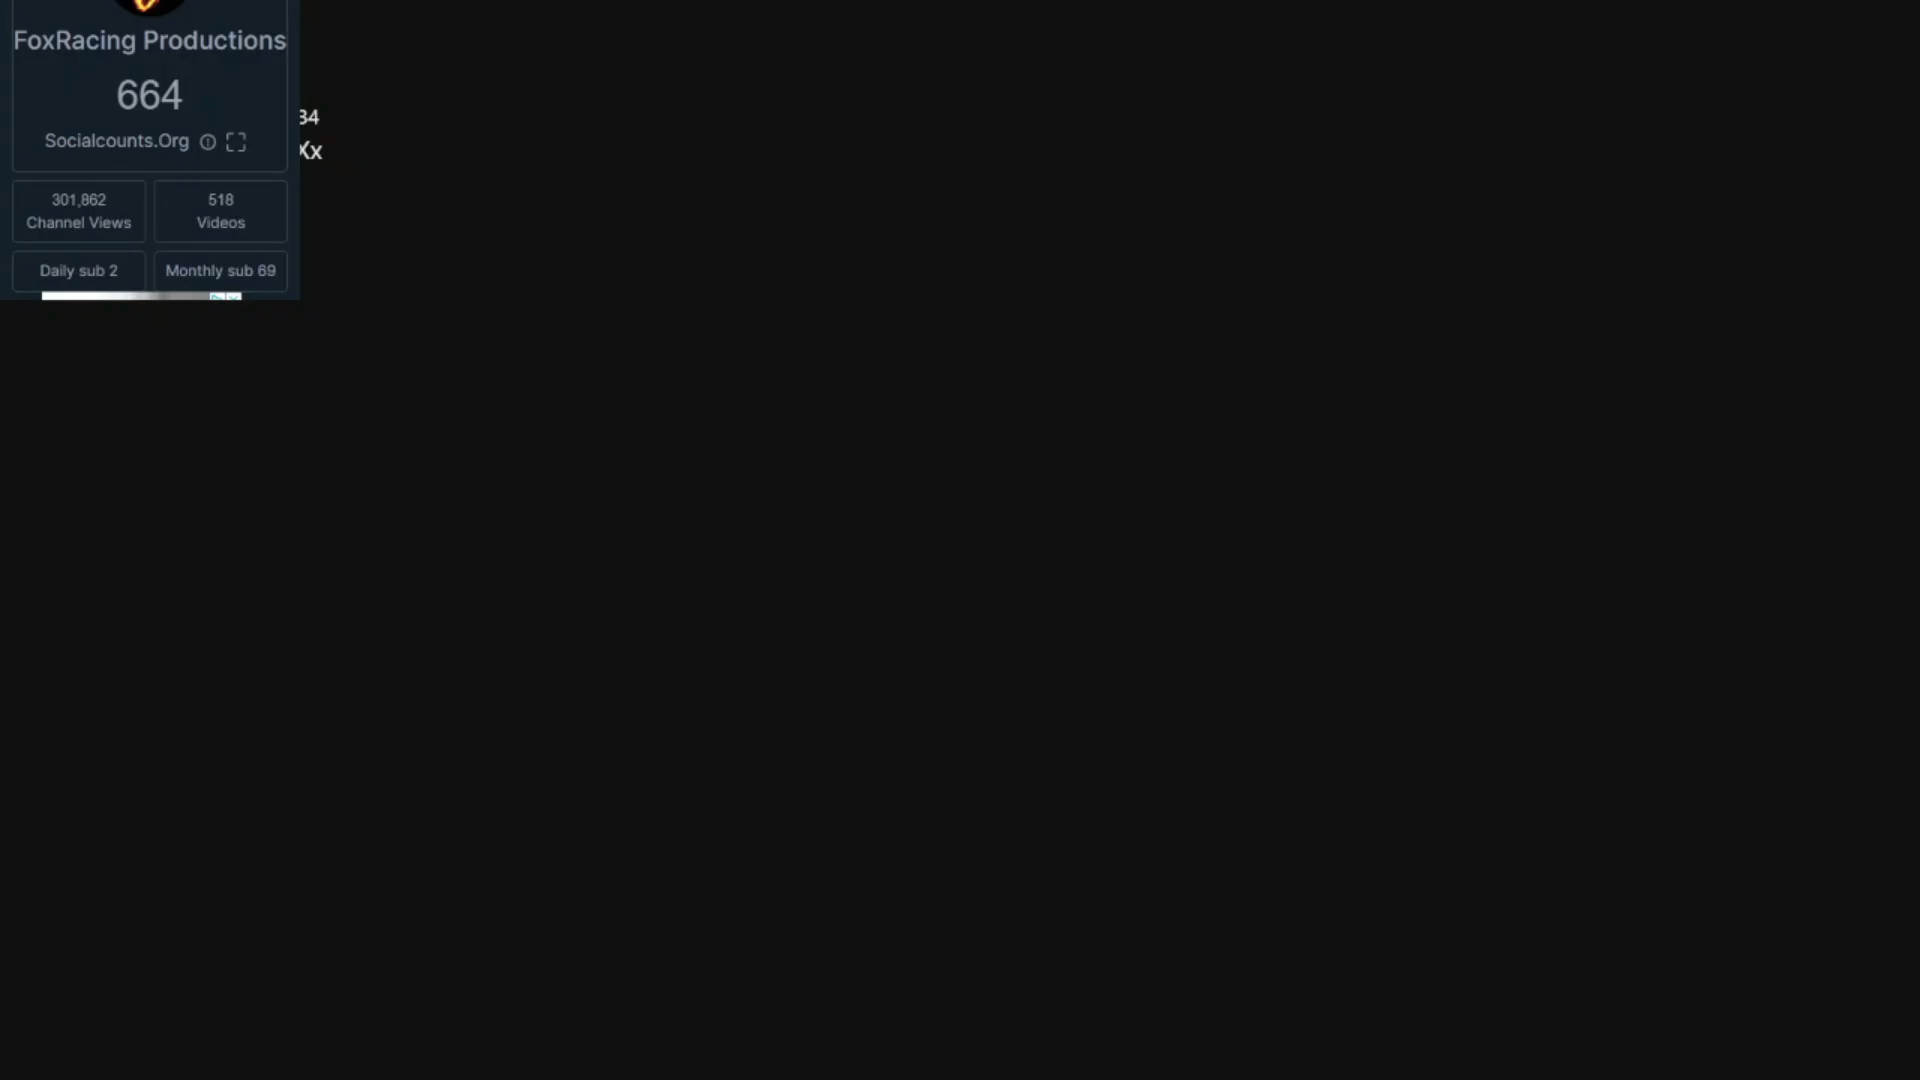 FoxRacing Productions
664
34
Socialcounts.Org
Xx
301,862
Channel Views
518
Videos
Daily sub 2
Monthly sub 69